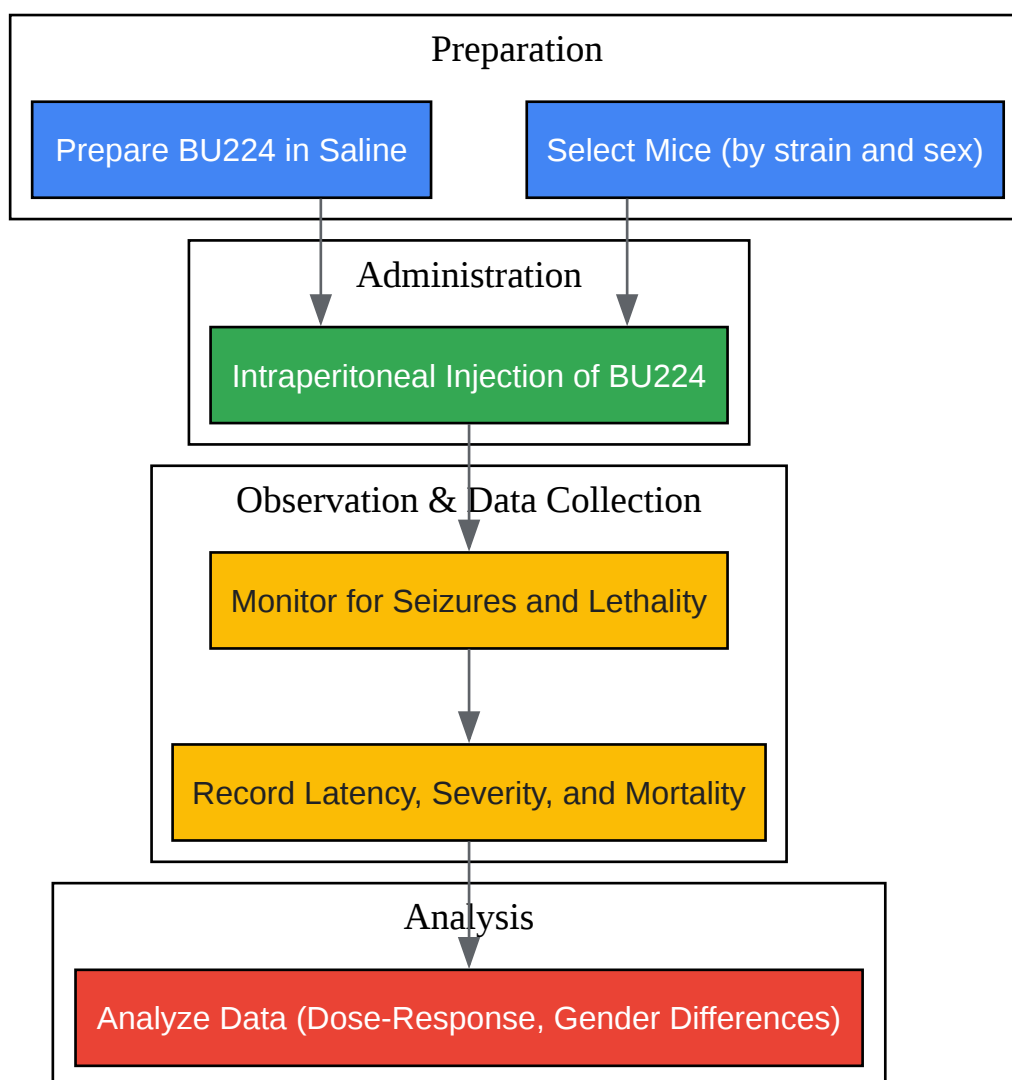 Preparation
Prepare BU224 in Saline
Select Mice (by strain and sex)
Administration
Intraperitoneal Injection of BU224
Observation & Data Collection
Monitor for Seizures and Lethality
Record Latency, Severity, and Mortality
Analysis
Analyze Data (Dose-Response, Gender Differences)